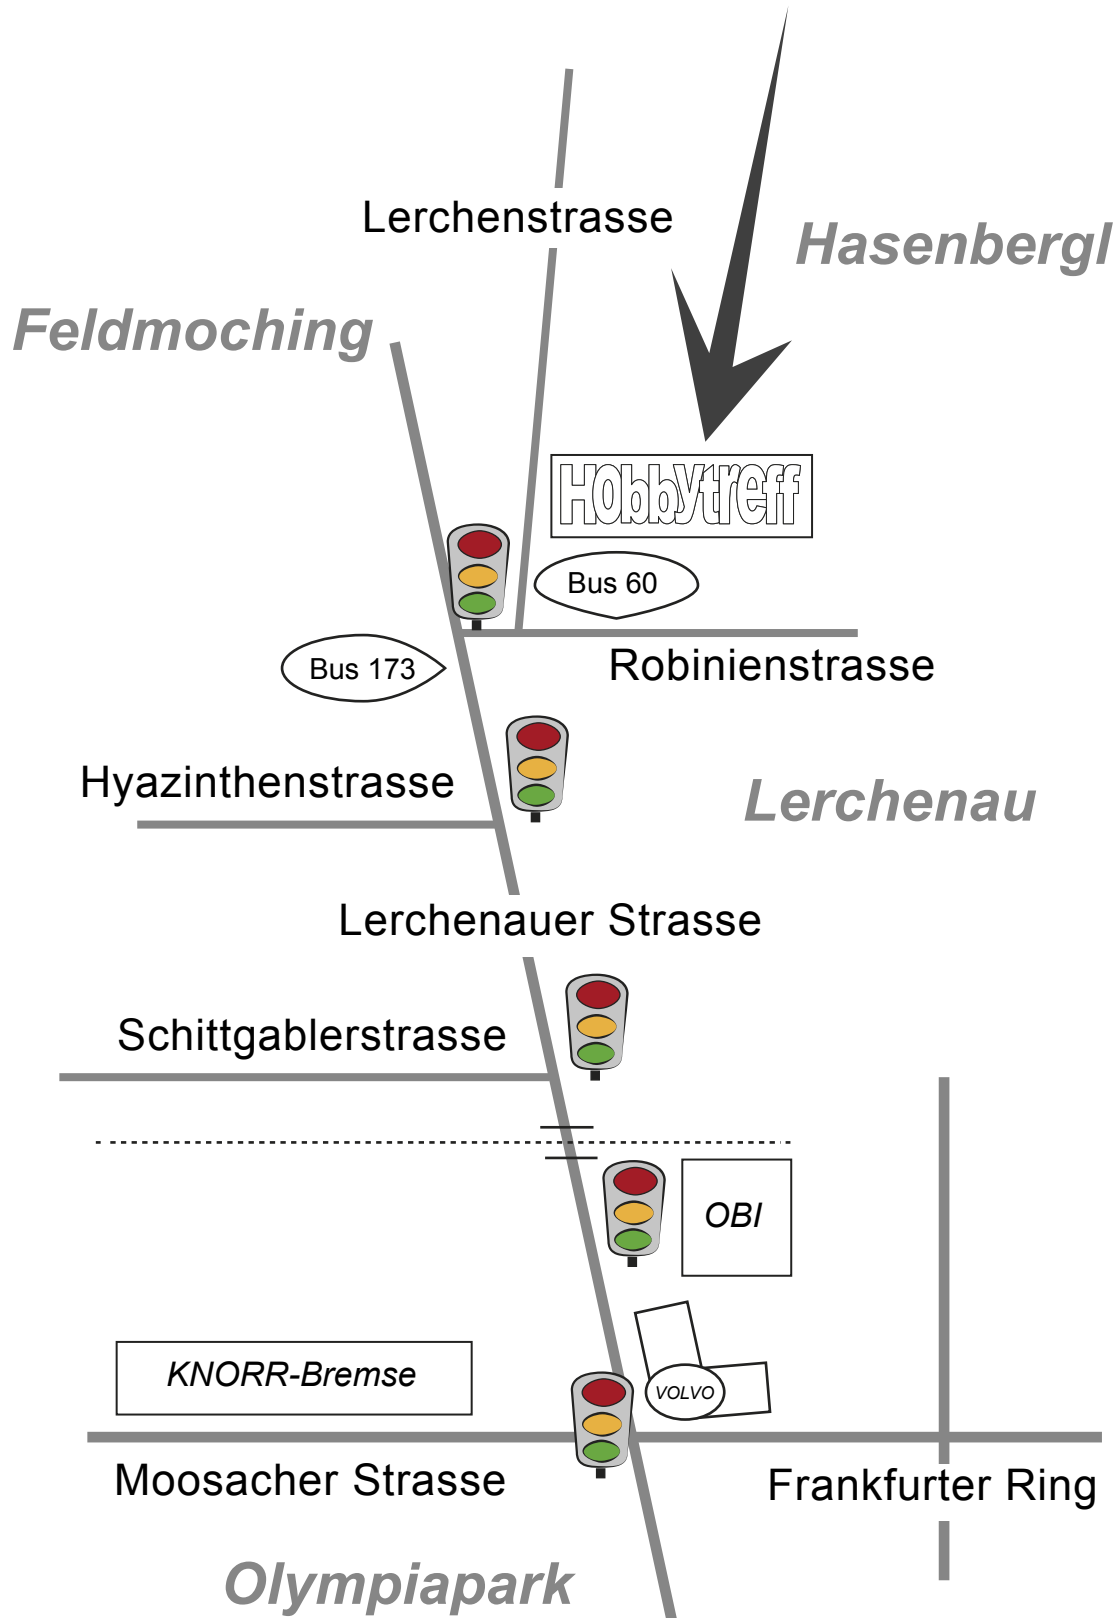 Lerchenstrasse
Hasenbergl
Feldmoching
Hobbytreff
Bus 60
Bus 173
Robinienstrasse
Hyazinthenstrasse
Lerchenau
Lerchenauer Strasse
Schittgablerstrasse
OBI
KNORR-Bremse
VOLVO
Moosacher Strasse
Frankfurter Ring
Olympiapark